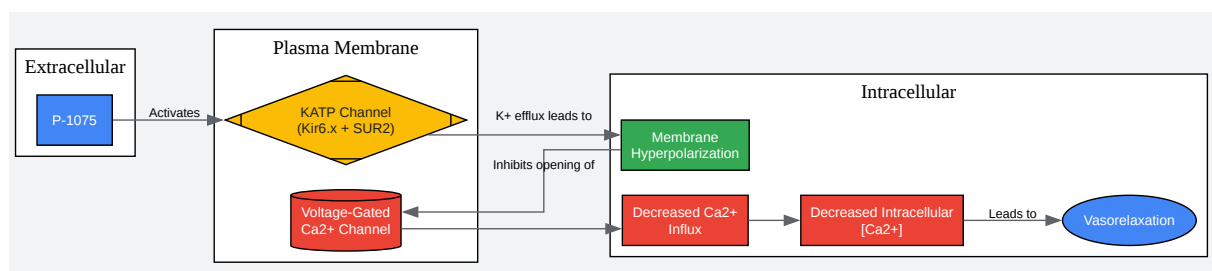 Extracellular
P-1075
Activates
Plasma Membrane
KATP Channel
(Kir6.x + SUR2)
K+ efflux leads to
Inhibits opening of
Voltage-Gated
Ca2+ Channel
Intracellular
Membrane
Hyperpolarization
Decreased Ca2+
Influx
Decreased Intracellular
[Ca2+]
Leads to
Vasorelaxation